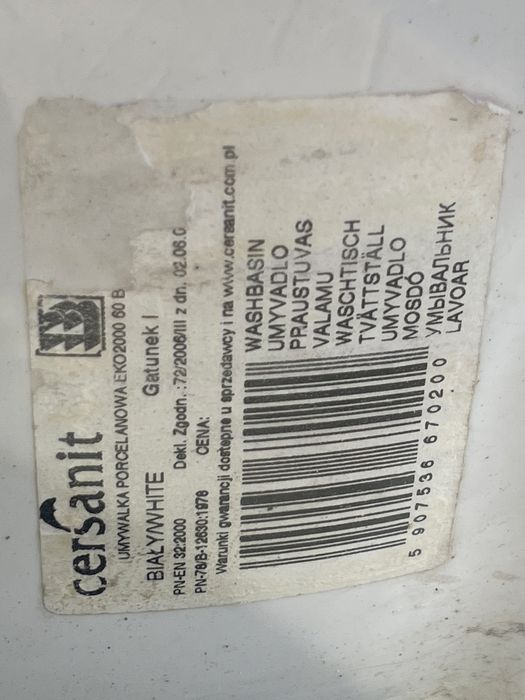 cersanit
UMYWALKA PORCELANOWA EKO2000 60 B
BIAŁY/WHITE Gatunek I
PN-EN 32:2000 Dekl. Zgodn. :72/2006/III z dn. 02.06.0
PN-78/B-12630:1978 CENA:
Warunki gwarancji dostępne u sprzedawcy i na www.cersanit.com.pl
WASHBASIN
UMYVADLO
PRAUSTUVAS
VALAMU
WASCHTISCH
TVÄTTSTÄLL
UMYVADLO
MOSDÓ
УМЫВАЛЬНИК
LAVOAR
5 907536 670200